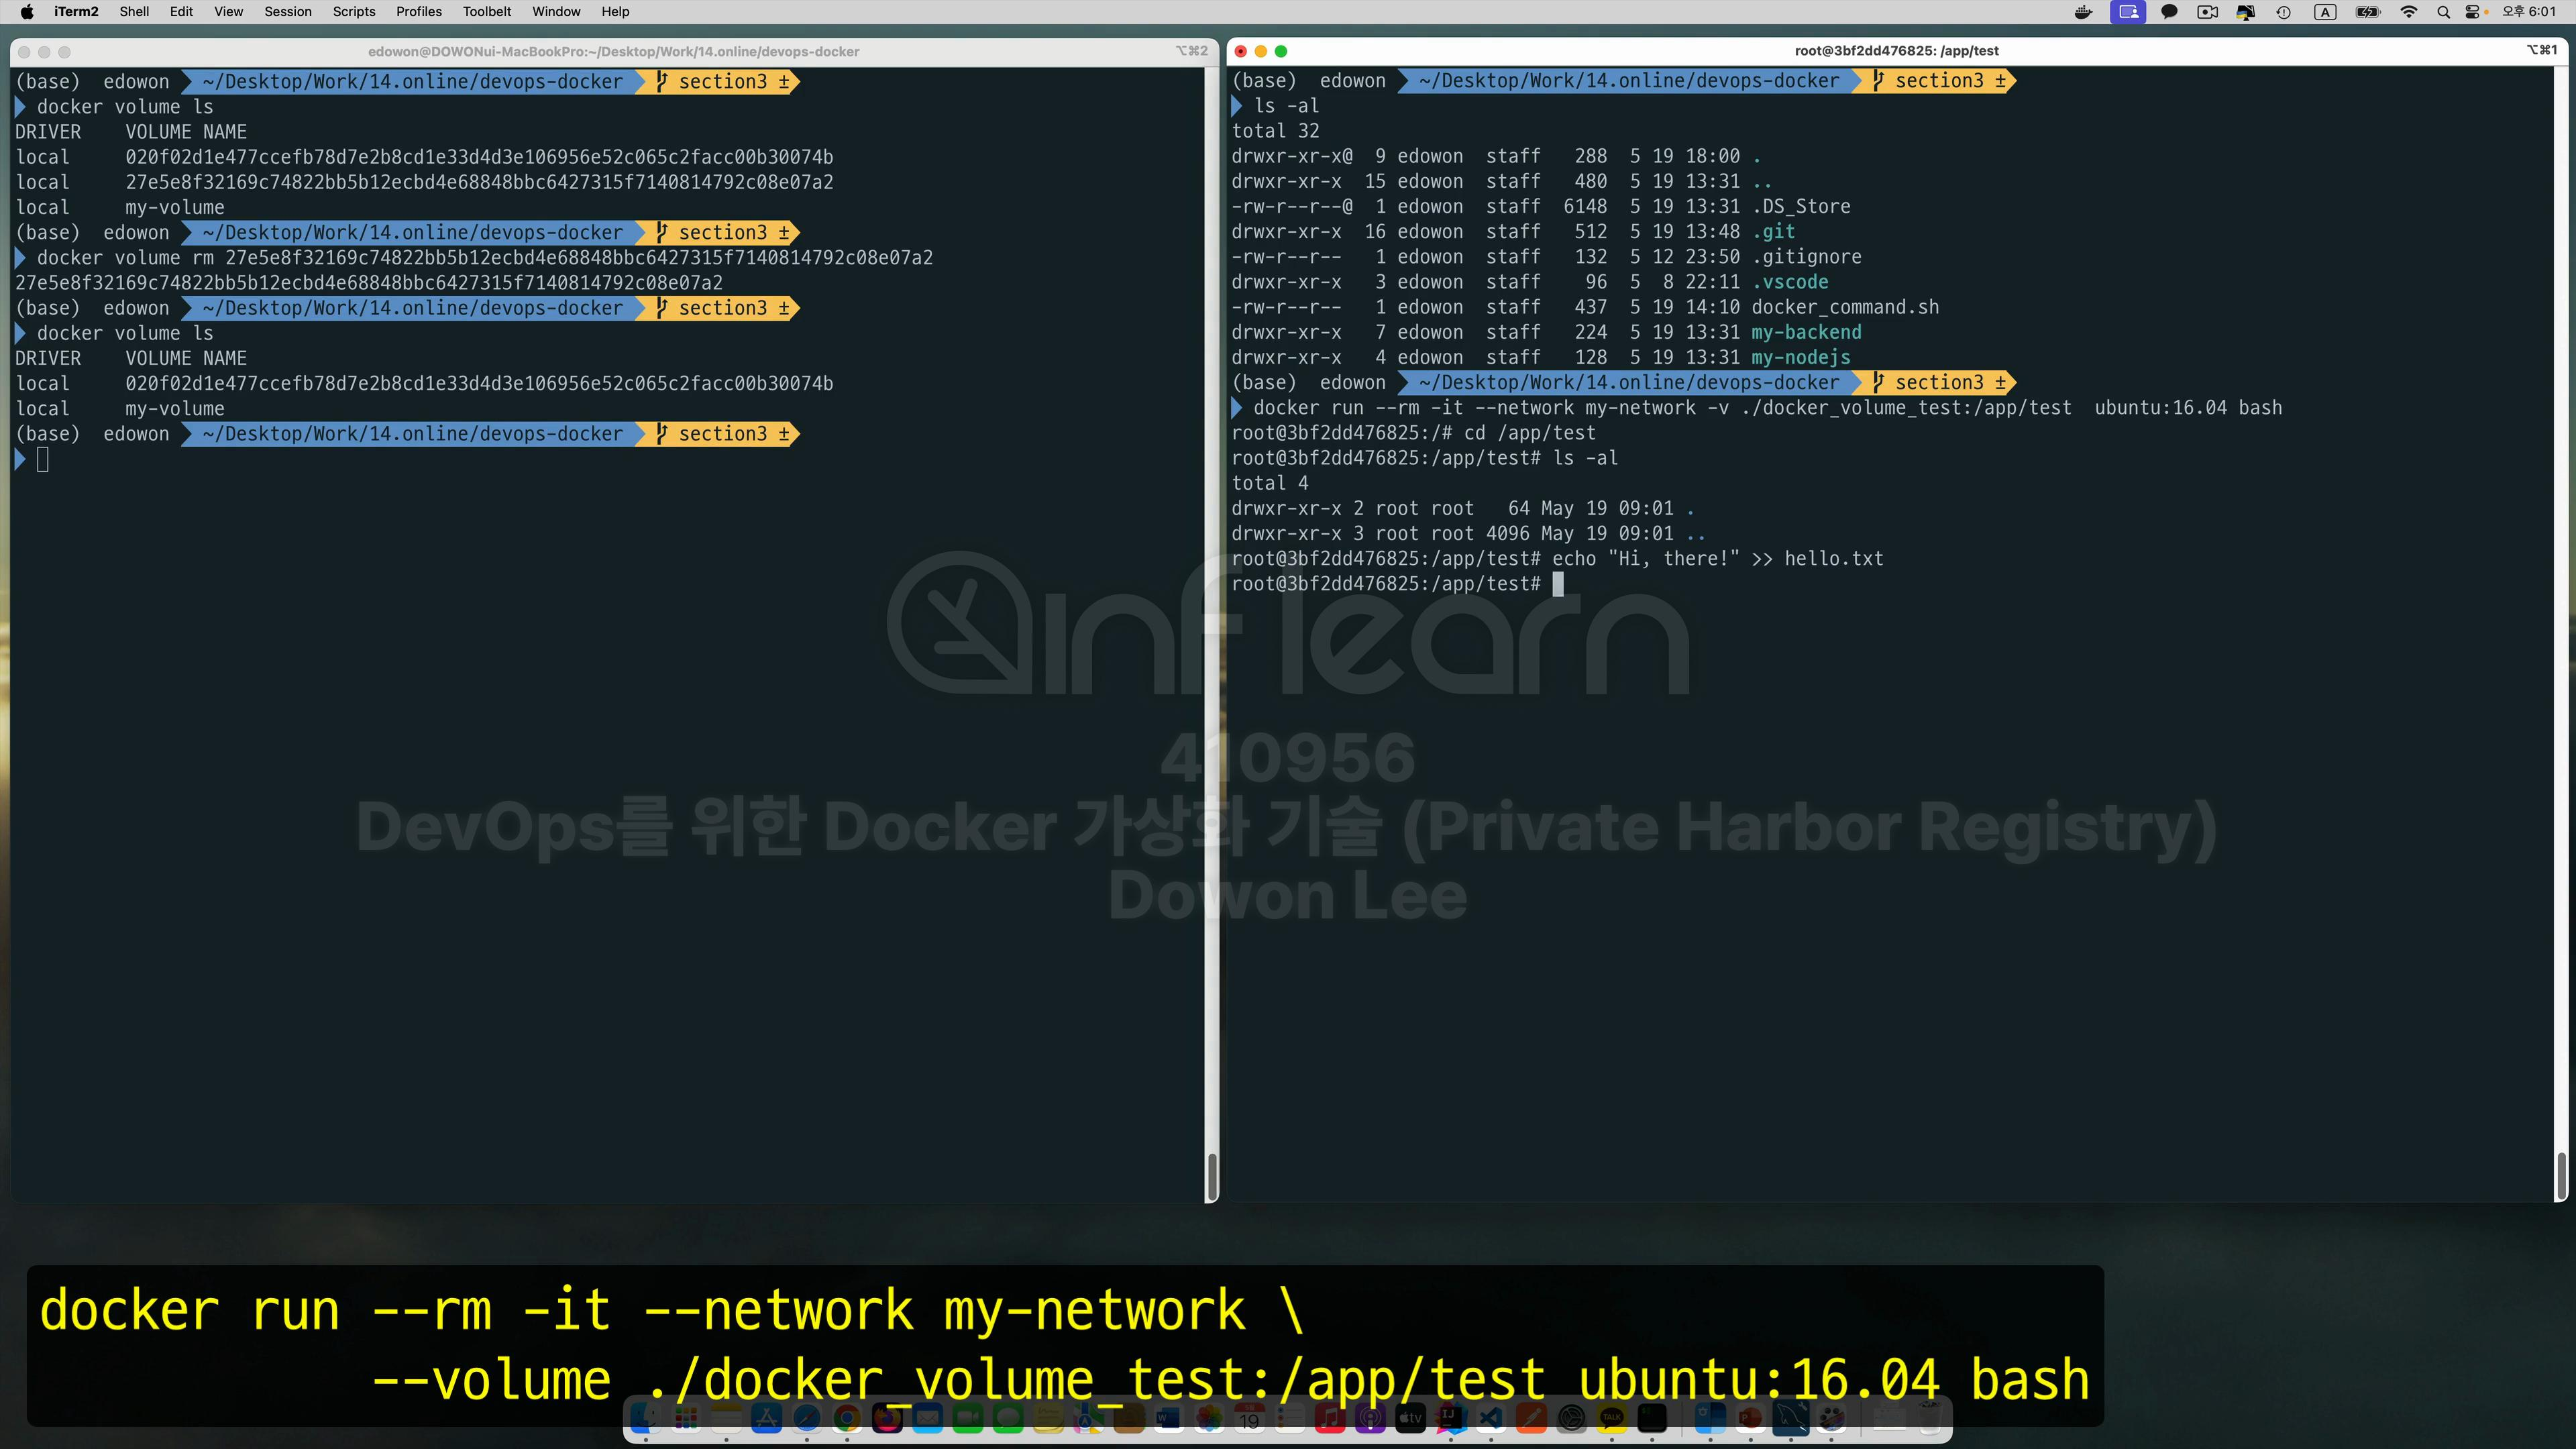 iTerm2 Shell Edit View Session Scripts Profiles Toolbelt Window Help
A 오후 6:01
edowon@DOWONui-MacBookPro:~/Desktop/Work/14.online/devops-docker ⌥⌘2
(base) edowon ~/Desktop/Work/14.online/devops-docker section3 ±
docker volume ls
DRIVER VOLUME NAME
local 020f02d1e477ccefb78d7e2b8cd1e33d4d3e106956e52c065c2facc00b30074b
local 27e5e8f32169c74822bb5b12ecbd4e68848bbc6427315f7140814792c08e07a2
local my-volume
(base) edowon ~/Desktop/Work/14.online/devops-docker section3 ±
docker volume rm 27e5e8f32169c74822bb5b12ecbd4e68848bbc6427315f7140814792c08e07a2
27e5e8f32169c74822bb5b12ecbd4e68848bbc6427315f7140814792c08e07a2
(base) edowon ~/Desktop/Work/14.online/devops-docker section3 ±
docker volume ls
DRIVER VOLUME NAME
local 020f02d1e477ccefb78d7e2b8cd1e33d4d3e106956e52c065c2facc00b30074b
local my-volume
(base) edowon ~/Desktop/Work/14.online/devops-docker section3 ±
root@3bf2dd476825: /app/test ⌥⌘1
(base) edowon ~/Desktop/Work/14.online/devops-docker section3 ±
ls -al
total 32
drwxr-xr-x@ 9 edowon staff 288 5 19 18:00 .
drwxr-xr-x 15 edowon staff 480 5 19 13:31 ..
-rw-r--r--@ 1 edowon staff 6148 5 19 13:31 .DS_Store
drwxr-xr-x 16 edowon staff 512 5 19 13:48 .git
-rw-r--r-- 1 edowon staff 132 5 12 23:50 .gitignore
drwxr-xr-x 3 edowon staff 96 5 8 22:11 .vscode
-rw-r--r-- 1 edowon staff 437 5 19 14:10 docker_command.sh
drwxr-xr-x 7 edowon staff 224 5 19 13:31 my-backend
drwxr-xr-x 4 edowon staff 128 5 19 13:31 my-nodejs
(base) edowon ~/Desktop/Work/14.online/devops-docker section3 ±
docker run --rm -it --network my-network -v ./docker_volume_test:/app/test ubuntu:16.04 bash
root@3bf2dd476825:/# cd /app/test
root@3bf2dd476825:/app/test# ls -al
total 4
drwxr-xr-x 2 root root 64 May 19 09:01 .
drwxr-xr-x 3 root root 4096 May 19 09:01 ..
root@3bf2dd476825:/app/test# echo "Hi, there!" >> hello.txt
root@3bf2dd476825:/app/test#
inflearn
410956
DevOps를 위한 Docker 가상화 기술 (Private Harbor Registry)
Dowon Lee
docker run --rm -it --network my-network \
--volume ./docker_volume_test:/app/test ubuntu:16.04 bash
19
tv
TALK